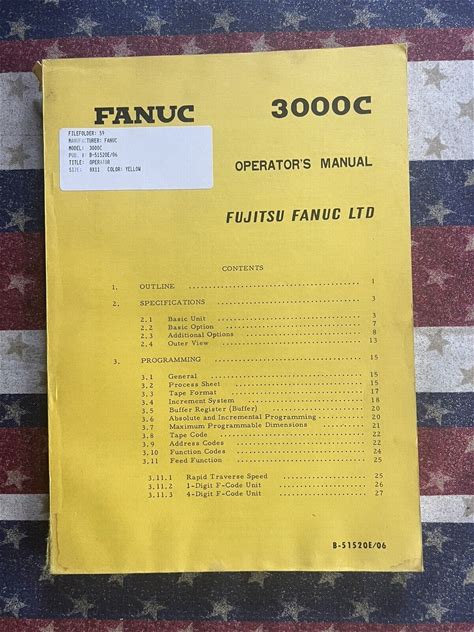 FANUC 3000C
FILEFOLDER: 59
MANUFACTURER: FANUC
MODEL: 3000C
PUB. #: B-51520E/06
TITLE: OPERATOR
SIZE: 8X11 COLOR: YELLOW
OPERATOR'S MANUAL
FUJITSU FANUC LTD
CONTENTS
1. OUTLINE 1
2. SPECIFICATIONS 3
2.1 Basic Unit 3
2.2 Basic Option 7
2.3 Additional Options 8
2.4 Outer View 13
3. PROGRAMMING 15
3.1 General 15
3.2 Process Sheet 15
3.3 Tape Format 17
3.4 Increment System 18
3.5 Buffer Register (Buffer) 20
3.6 Absolute and Incremental Programming 20
3.7 Maximum Programmable Dimensions 21
3.8 Tape Code 22
3.9 Address Codes 22
3.10 Function Codes 24
3.11 Feed Function 25
3.11.1 Rapid Traverse Speed 25
3.11.2 1-Digit F-Code Unit 26
3.11.3 4-Digit F-Code Unit 27
B-51520E/06